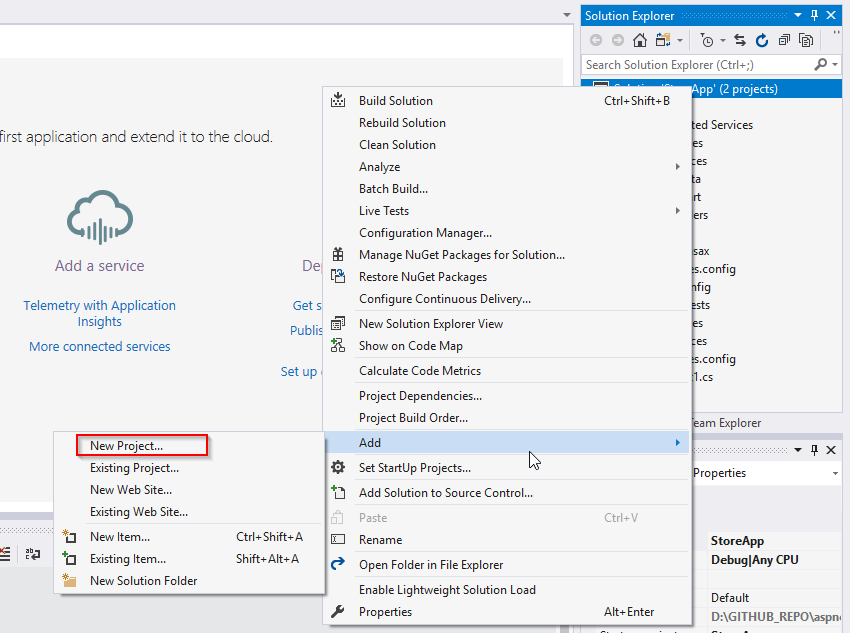 Solution Explorer
Search Solution Explorer (Ctrl+;)
App' (2 projects)
first application and extend it to the cloud.
Add a service
Telemetry with Application
Insights
More connected services
Get s
Set up
Build Solution Ctrl+Shift+B
Rebuild Solution
Clean Solution
Analyze
Batch Build...
Live Tests
Configuration Manager...
Manage NuGet Packages for Solution...
Restore NuGet Packages
Configure Continuous Delivery...
New Solution Explorer View
Show on Code Map
Calculate Code Metrics
Project Dependencies...
Project Build Order...
Add
Set StartUp Projects...
Add Solution to Source Control...
Paste Ctrl+V
Rename
Open Folder in File Explorer
Enable Lightweight Solution Load
Properties Alt+Enter
New Project...
Existing Project...
New Web Site...
Existing Web Site...
New Item... Ctrl+Shift+A
Existing Item... Shift+Alt+A
New Solution Folder
ted Services
es
ces
ta
rt
ers
sax
es.config
nfig
ests
es
ces
es.config
1.cs
eam Explorer
Properties
StoreApp
Debug|Any CPU
Default
D:\GITHUB_REPO\aspn